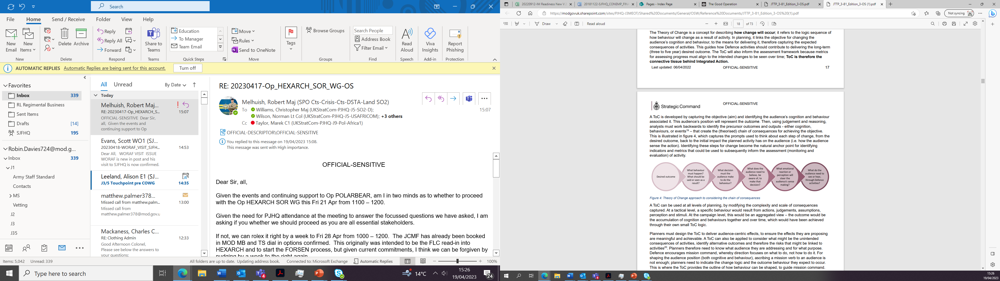 Search
File Home Send / Receive Folder View Help
New Email
New Items
Delete
Archive
Reply
Reply All
Forward
Share to Teams
Education
To Manager
Team Email
Move
Rules
Send to OneNote
Tags
Browse Groups
Search People
Address Book
Filter Email
Read Aloud
Viva Insights
Report Phishing
New Delete Respond Teams Quick Steps Move Groups Find Speech Add-in Protection
AUTOMATIC REPLIES Automatic Replies are being sent for this account. Turn off
Favorites
Inbox 339
RL Regimental Business
Sent Items
Drafts [14]
SJFHQ 195
Robin.Davies724@mod.g...
Inbox 339
J1
Army Staff Standard
Contacts
MS
Vetting
J2
J3
J35
All Unread By Date
Today
Melhuish, Robert Maj...
RE: 20230417-Op_HEXARCH_S... 15:07
OFFICIAL-SENSITIVE Dear Sir,
all, Given the events and
continuing support to Op
Evans, Scott WO1 (SJ...
20230418-WORAF_VISIT_SJFH... 14:53
Dear All, WORAF VISIT ISSUE
WORAF is new in post and his
visit to SJFHQ is now confirmed.
Leeland, Alison E1 (SJ...
J3/5 Touchpoint pre COWG 14:35
matthew.palmer378...
Missed call from matthew.palm... 13:00
Missed call from
matthew.palmer378@mod.gov.u
Mackaness, Charles C...
RE: Clothing Admin 12:33
Good Afternoon Colonel,
Please see below the answers to
your questions:
RE: 20230417-Op_HEXARCH_SOR_WG-OS
Melhuish, Robert Maj (SPO Cts-Crisis-Cts-DSTA-Land SO2)
To Williams, Christopher Maj (UKStratCom-PJHQ-J5-SO2-D); 15:07
Wilson, Norman Lt Col (UKStratCom-PJHQ-J5-USAFRICOM); +3 others
Cc Taylor, Marek C1 (UKStratCom-PJHQ-J9-Pol-Africa1)
OFFICIAL-DESCRIPTOR\OFFICIAL-SENSITIVE
You replied to this message on 19/04/2023 15:08.
This message was sent with High importance.
OFFICIAL-SENSITIVE
Dear Sir, all,
Given the events and continuing support to Op POLARBEAR, am I in two minds as to whether to proceed
with the Op HEXARCH SOR WG this Fri 21 Apr from 1100 – 1200.
Given the need for PJHQ attendance at the meeting to answer the focussed questions we have asked, I am
asking if you whether we should proceed as you are all essential stakeholders.
If not, we can rolex it right by a week to Fri 28 Apr from 1000 – 1200. The JCMF has already been booked
in MOD MB and TS dial in options confirmed. This originally was intended to be the FLC read-in into
HEXARCH and to start the FORSEN process, but given current commitments, I think we can be forgiven by
nudging by a week to the right again
Items: 5,042 Unread: 339 All folders are up to date. Updating address book. Connected to: Microsoft Exchange Automatic Replies 100%
Type here to search
4
14°C
15:26
19/04/2023
24
20220912-IM Readiness New V.3
20181122-SJFHQ_CONEMP_FIN
Pages - Index Page
The Good Operation
JTTP_3-81_Edition_3-OS.pdf
JTTP_3-81_Edition_3-OS (1).pdf
https://modgovuk.sharepoint.com/sites/PJHQ-J3MEOT/Shared%20Documents/General/OSW/Reference%20Documents/JTTP_3-81_Edition_3-OS%20(1).pdf
Not syncing
Draw Read aloud 18 of 73
The Theory of Change is a concept for describing how change will occur; it refers to the logic sequence of
how behaviour will change as a result of activity. In planning, it links the objective for changing the
audience's cognition and behaviour, to the means for delivering it, therefore capturing the expected
consequences of activities. This guides how Defence activities should contribute to delivering the long-term
(three to five year) desired outcome. The ToC will also inform the assessment framework because metrics
for assessing progress must align to the intended changes to be seen over time; ToC is therefore the
connective tissue behind Integrated Action.
Last updated: 06/04/2022 OFFICIAL-SENSITIVE 17
Strategic Command
OFFICIAL-SENSITIVE
A ToC is developed by capturing the objective (aim) and identifying the audience's cognition and behaviour
associated it. This audience's position will represent the outcome. Then, using judgement and reasoning,
analysts must work backwards to identify the precursor outcomes and outputs - either cognition,
behaviours, or events19 – that create the (theorised) chain of consequences for achieving the objective.
This is illustrated in figure 4, which captures the prompts used to think about each step of change, from the
desired outcome, back to the initial impact the planned activity has on the audience (i.e. how the audience
sense the action). Identifying these steps for change become the natural anchor point for identifying
indicators and metrics that could be used to subsequently inform the assessment (monitoring and
evaluation) of activity.
Desired outcome
What behaviour must happen? What should be said or seen as a result?
What decision must the audience make to do the behaviour?
What does the audience need to believe, be aware of, to make that decision?
What emotional reaction or perception will steer the audience's sense making?
What do the audience need to see or hear, through Defence activities?
Figure 4: Theory of Change approach to considering the chain of consequences
A ToC can be used at all levels of planning, by modifying the complexity and scale of consequences
captured. At a tactical level, a specific behaviour would result from actions, judgements, assumptions,
perception and stimuli. At the campaign level, this would be an aggregated view – the outcome would be
the accumulation of cognition and behaviours together and over time, which would have been achieved
through their own small ToC logic.
Planners must design the ToC to deliver audience-centric effects, to ensure the effects they are proposing
are meaningful and achievable. A ToC can also be applied to consider what might be the unintended
consequences of activities, identify alternative outcomes and therefore the risks that might be linked to
activities20. Planners therefore need to know what audience they are addressing and for what purpose.
Defence encourages mission command, whereby direction focuses on what to do, not how to do it. For
shaping the audience position (both cognitive and behaviour), ascribing a mission verb to an audience is
not enough; planners need to indicate the change logic and the outcome behaviour they expect to occur.
This is where the ToC provides the outline of how behaviour can be shaped, to guide mission command.
4
15:26
19/04/2023